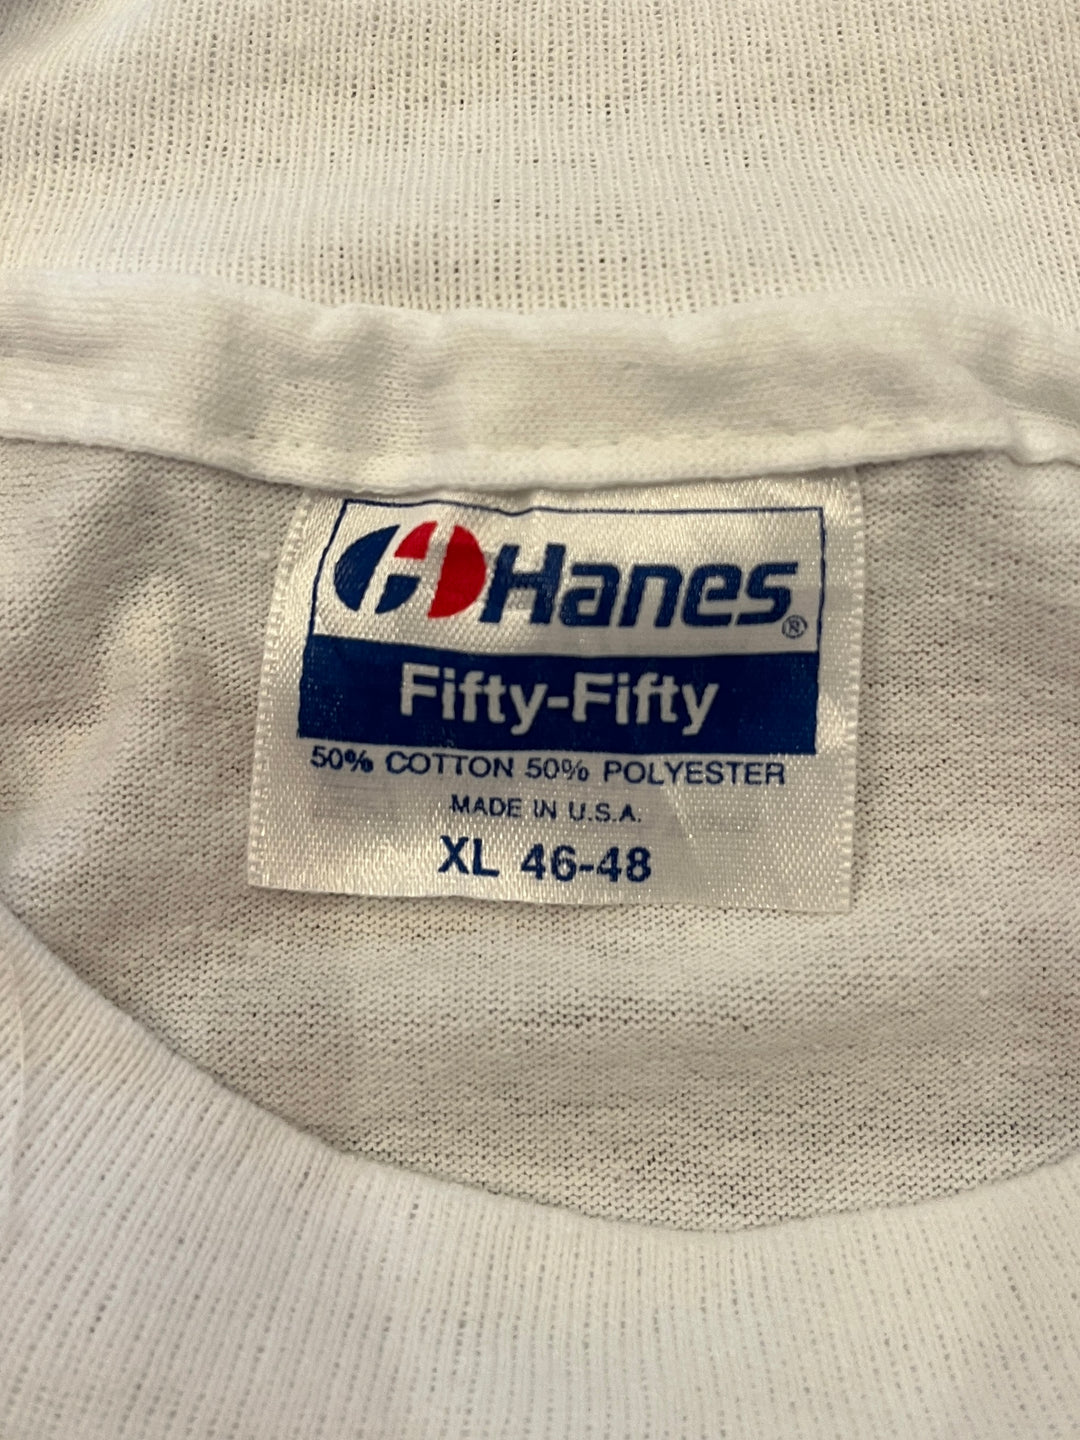 Hanes®
Fifty-Fifty
50% COTTON 50% POLYESTER
MADE IN U.S.A.
XL 46-48